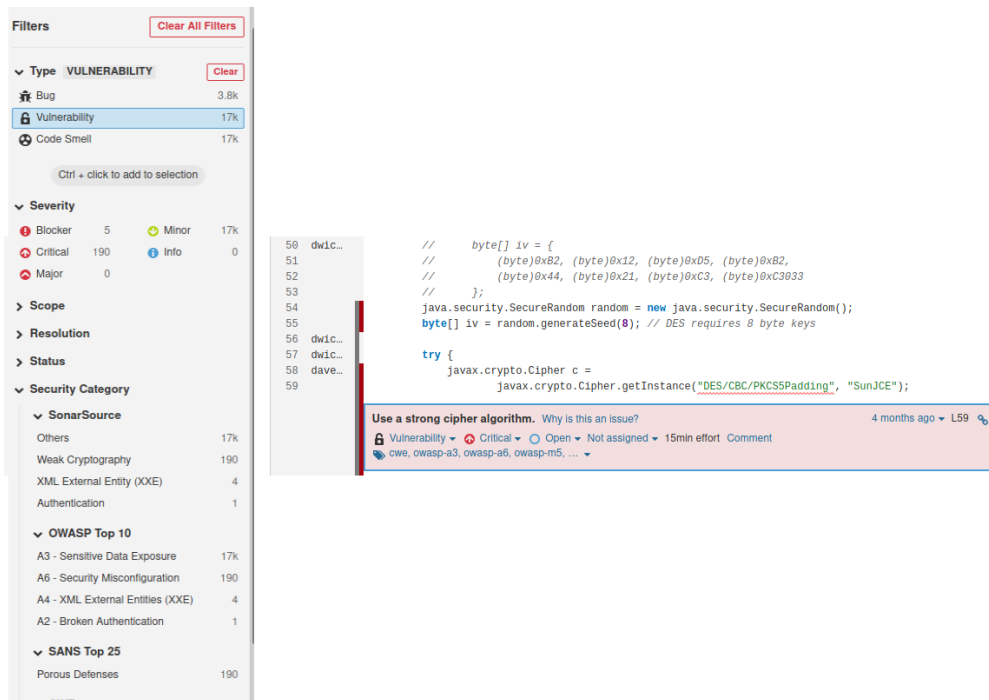 Filters
Clear All Filters
Type VULNERABILITY Clear
Bug 3.8k
Vulnerability 17k
Code Smell 17k
Ctrl + click to add to selection
Severity
Blocker 5 Minor 17k
Critical 190 Info 0
Major 0
Scope
Resolution
Status
Security Category
SonarSource
Others 17k
Weak Cryptography 190
XML External Entity (XXE) 4
Authentication 1
OWASP Top 10
A3 - Sensitive Data Exposure 17k
A6 - Security Misconfiguration 190
A4 - XML External Entities (XXE) 4
A2 - Broken Authentication 1
SANS Top 25
Porous Defenses 190
50 dwic… // byte[] iv = {
51 // (byte)0xB2, (byte)0x12, (byte)0xD5, (byte)0xB2,
52 // (byte)0x44, (byte)0x21, (byte)0xC3, (byte)0xC3033
53 // };
54 java.security.SecureRandom random = new java.security.SecureRandom();
55 byte[] iv = random.generateSeed(8); // DES requires 8 byte keys
56 dwic…
57 dwic… try {
58 dave… javax.crypto.Cipher c =
59 javax.crypto.Cipher.getInstance("DES/CBC/PKCS5Padding", "SunJCE");
Use a strong cipher algorithm. Why is this an issue? 4 months ago L59
Vulnerability Critical Open Not assigned 15min effort Comment
cwe, owasp-a3, owasp-a6, owasp-m5, …